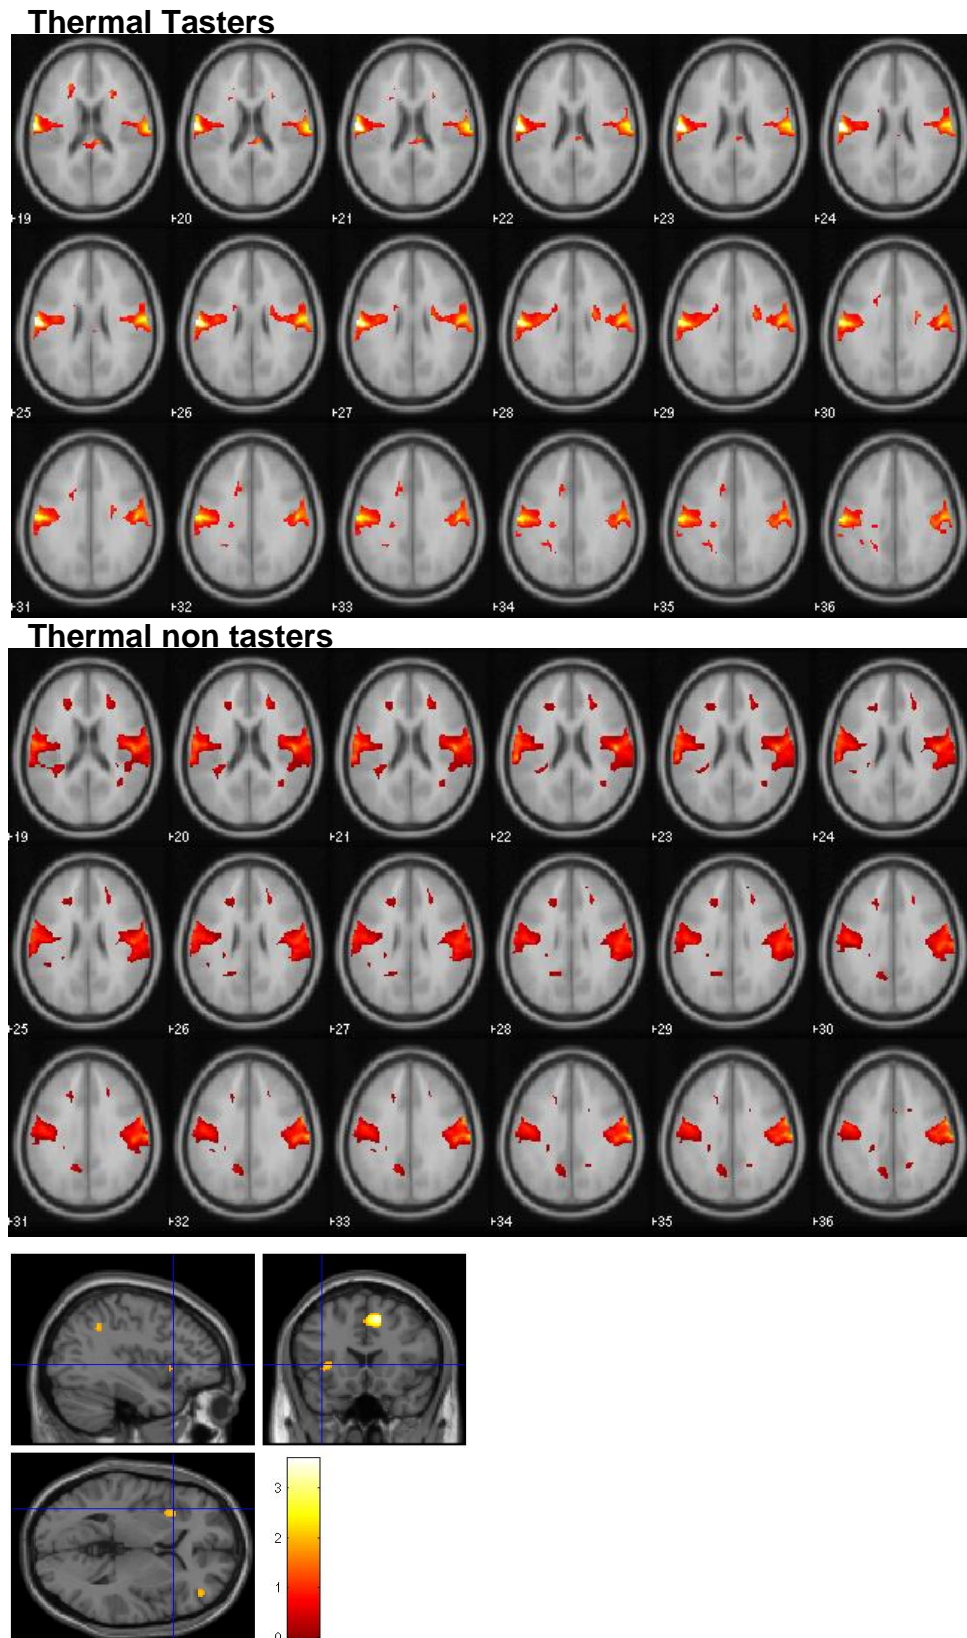 Thermal Tasters
+19 +20 +21 +22 +23 +24
+25 +26 +27 +28 +29 +30
+31 +32 +33 +34 +35 +36
Thermal non tasters
+19 +20 +21 +22 +23 +24
+25 +26 +27 +28 +29 +30
+31 +32 +33 +34 +35 +36
3
2
1
0